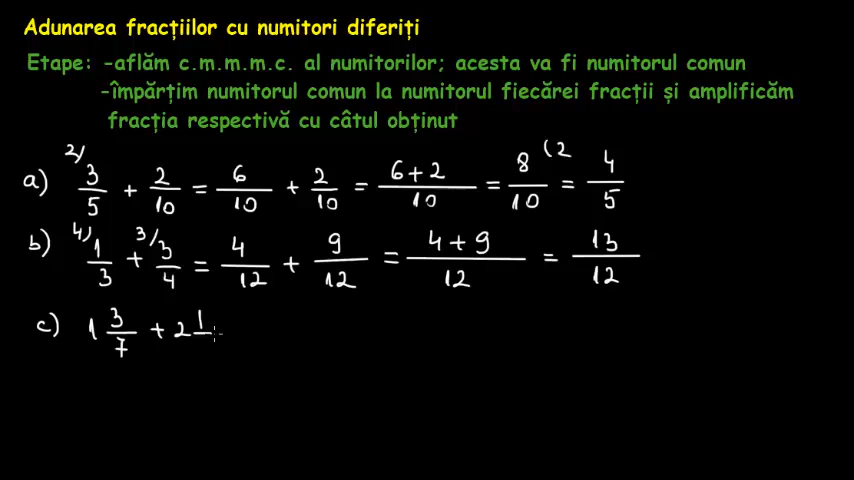 Adunarea fracțiilor cu numitori diferiți
Etape: -aflăm c.m.m.m.c. al numitorilor; acesta va fi numitorul comun
-împărțim numitorul comun la numitorul fiecărei fracții și amplificăm
fracția respectivă cu câtul obținut
a) 2) 3/5 + 2/10 = 6/10 + 2/10 = 6+2/10 = 8/10 (2 = 4/5
b) 4) 1/3 + 3/ 3/4 = 4/12 + 9/12 = 4+9/12 = 13/12
c) 1 3/7 + 2 1/